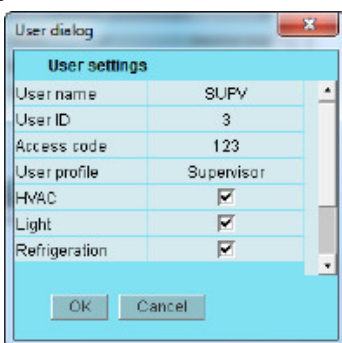 User dialog
User settings
User name SUPV
User ID 3
Access code 123
User profile Supervisor
HVAC
Light
Refrigeration
OK Cancel